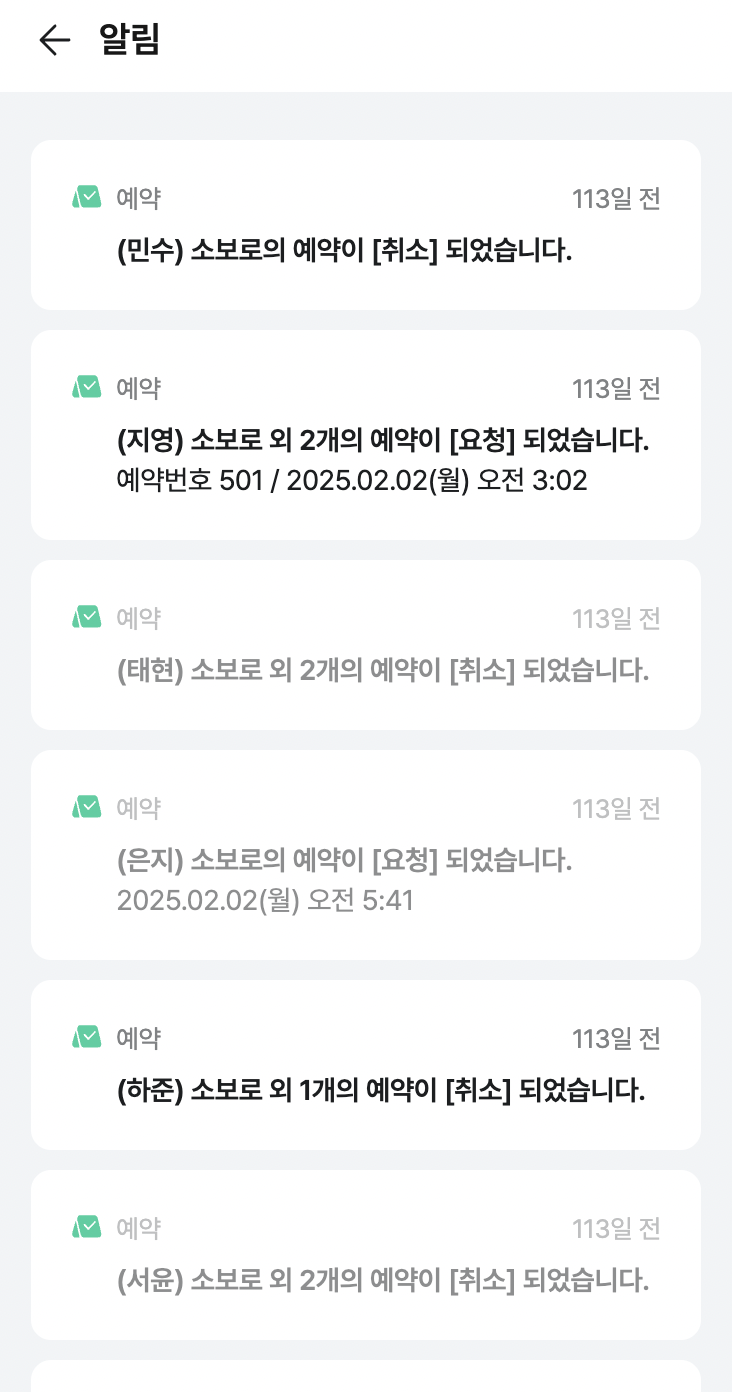 알림
예약 113일 전
(민수) 소보로의 예약이 [취소] 되었습니다.
예약 113일 전
(지영) 소보로 외 2개의 예약이 [요청] 되었습니다.
예약번호 501 / 2025.02.02(월) 오전 3:02
예약 113일 전
(태현) 소보로 외 2개의 예약이 [취소] 되었습니다.
예약 113일 전
(은지) 소보로의 예약이 [요청] 되었습니다.
2025.02.02(월) 오전 5:41
예약 113일 전
(하준) 소보로 외 1개의 예약이 [취소] 되었습니다.
예약 113일 전
(서윤) 소보로 외 2개의 예약이 [취소] 되었습니다.